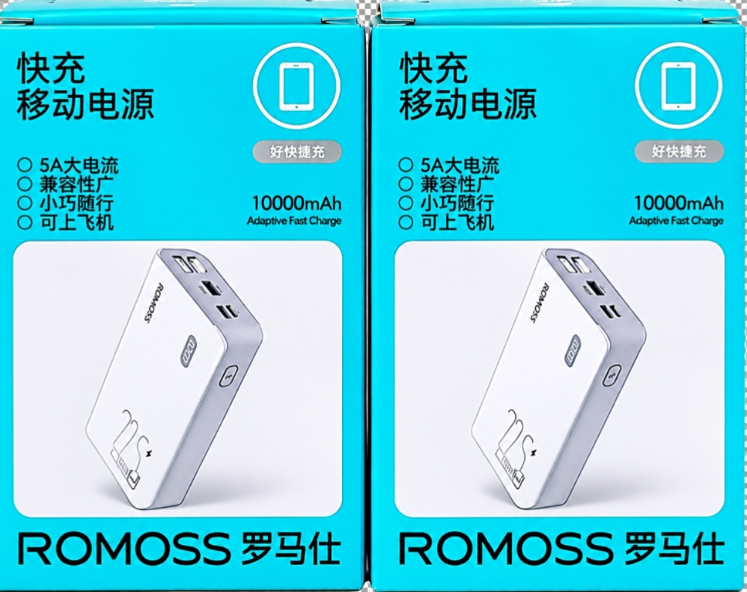 快充
移动电源
好快捷充
5A大电流
兼容性广
小巧随行
可上飞机
10000mAh
Adaptive Fast Charge
ROMOSS
ROMOSS 罗马仕
快充
移动电源
好快捷充
5A大电流
兼容性广
小巧随行
可上飞机
10000mAh
Adaptive Fast Charge
ROMOSS
ROMOSS 罗马仕